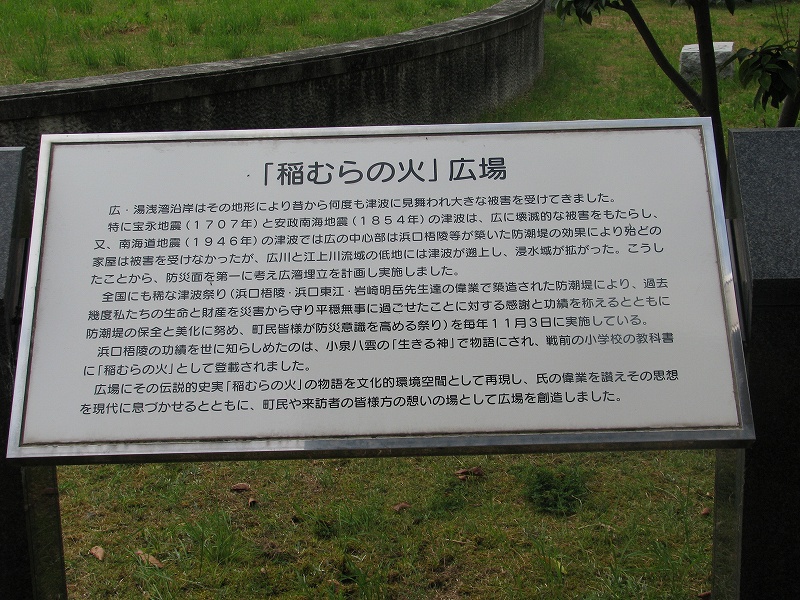 「稲むらの火」広場
広・湯浅湾沿岸はその地形により昔から何度も津波に見舞われ大きな被害を受けてきました。
特に宝永地震（１７０７年）と安政南海地震（１８５４年）の津波は、広に壊滅的な被害をもたらし、
又、南海道地震（１９４６年）の津波では広の中心部は浜口梧陵等が築いた防潮堤の効果により殆どの
家屋は被害を受けなかったが、広川と江上川流域の低地には津波が遡上し、浸水域が拡がった。こうし
たことから、防災面を第一に考え広湾埋立を計画し実施しました。
全国にも稀な津波祭り（浜口梧陵・浜口東江・岩崎明岳先生達の偉業で築造された防潮堤により、過去
幾度私たちの生命と財産を災害から守り平穏無事に過ごせたことに対する感謝と功績を称えるとともに
防潮堤の保全と美化に努め、町民皆様が防災意識を高める祭り）を毎年１１月３日に実施している。
浜口梧陵の功績を世に知らしめたのは、小泉八雲の「生きる神」で物語にされ、戦前の小学校の教科書
に「稲むらの火」として登載されました。
広場にその伝説的史実「稲むらの火」の物語を文化的環境空間として再現し、氏の偉業を讃えその思想
を現代に息づかせるとともに、町民や来訪者の皆様方の憩いの場として広場を創造しました。